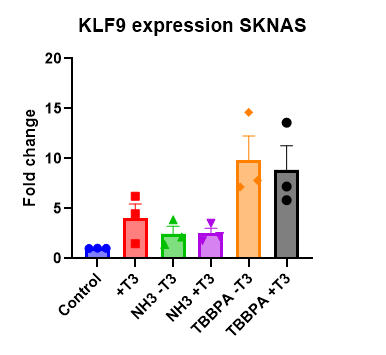 KLF9 expression SKNAS
20
15
10
5
0
Fold change
Control
+T3
NH3 -T3
NH3 +T3
TBBPA -T3
TBBPA +T3